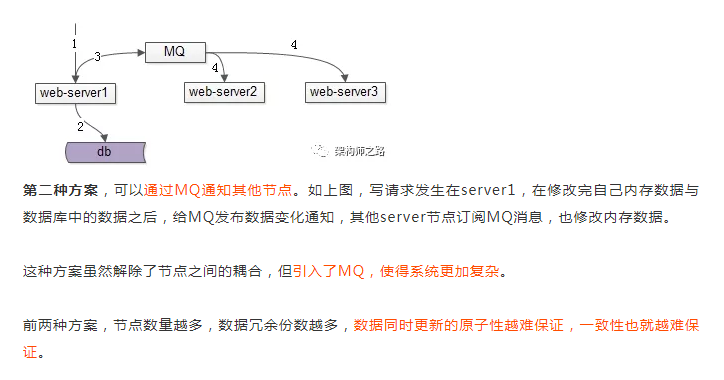 1
3
MQ
4
4
web-server1
web-server2
web-server3
2
db
架构师之路
第二种方案，可以通过MQ通知其他节点。如上图，写请求发生在server1，在修改完自己内存数据与
数据库中的数据之后，给MQ发布数据变化通知，其他server节点订阅MQ消息，也修改内存数据。
这种方案虽然解除了节点之间的耦合，但引入了MQ，使得系统更加复杂。
前两种方案，节点数量越多，数据冗余份数越多，数据同时更新的原子性越难保证，一致性也就越难保
证。